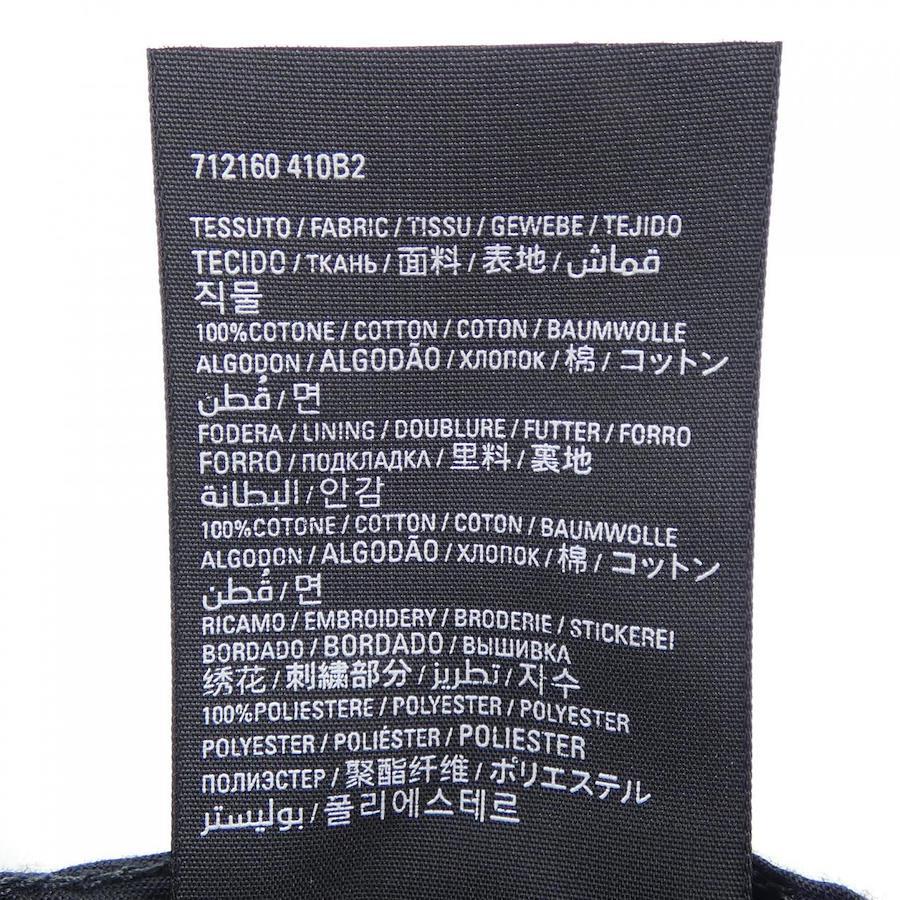 712160 410B2
TESSUTO / FABRIC / TISSU / GEWEBE / TEJIDO
TECIDO / ТКАНЬ / 面料 / 表地 / قماش
직물
100%COTONE / COTTON / COTON / BAUMWOLLE
ALGODON / ALGODÃO / ХЛОПОК / 棉 / コットン
قُطن / 면
FODERA / LINING / DOUBLURE / FUTTER / FORRO
FORRO / ПОДКЛАДКА / 里料 / 裏地
البطانة / 안감
100%COTONE / COTTON / COTON / BAUMWOLLE
ALGODON / ALGODÃO / ХЛОПОК / 棉 / コットン
قُطن / 면
RICAMO / EMBROIDERY / BRODERIE / STICKEREI
BORDADO / BORDADO / ВЫШИВКА
绣花 / 刺繍部分 / تطريز / 자수
100%POLIESTERE / POLYESTER / POLYESTER
POLYESTER / POLIÉSTER / POLIESTER
ПОЛИЭСТЕР / 聚酯纤维 / ポリエステル
بوليستر / 폴리에스테르